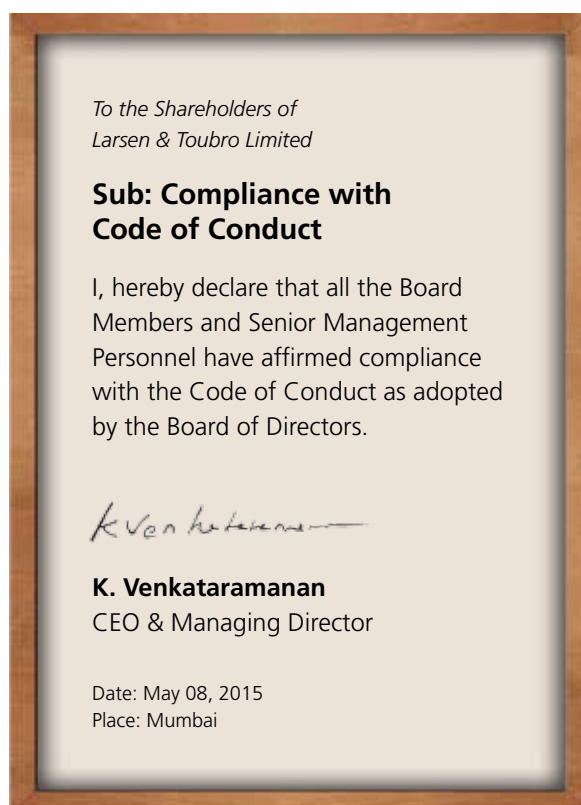 To the Shareholders of
Larsen & Toubro Limited
Sub: Compliance with
Code of Conduct
I, hereby declare that all the Board
Members and Senior Management
Personnel have affirmed compliance
with the Code of Conduct as adopted
by the Board of Directors.
K. Venkataramanan
CEO & Managing Director
Date: May 08, 2015
Place: Mumbai